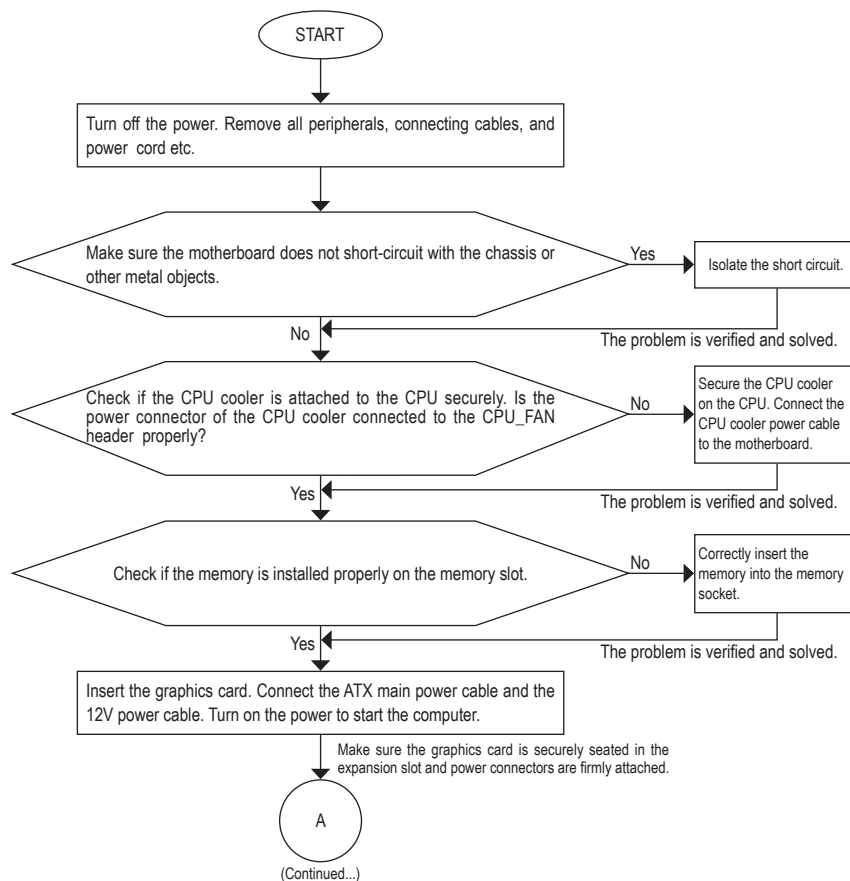 START
Turn off the power. Remove all peripherals, connecting cables, and
power cord etc.
Make sure the motherboard does not short-circuit with the chassis or
other metal objects.
Yes
Isolate the short circuit.
No
The problem is verified and solved.
Check if the CPU cooler is attached to the CPU securely. Is the
power connector of the CPU cooler connected to the CPU_FAN
header properly?
No
Secure the CPU cooler
on the CPU. Connect the
CPU cooler power cable
to the motherboard.
Yes
The problem is verified and solved.
Check if the memory is installed properly on the memory slot.
No
Correctly insert the
memory into the memory
socket.
Yes
The problem is verified and solved.
Insert the graphics card. Connect the ATX main power cable and the
12V power cable. Turn on the power to start the computer.
Make sure the graphics card is securely seated in the
expansion slot and power connectors are firmly attached.
A
(Continued...)